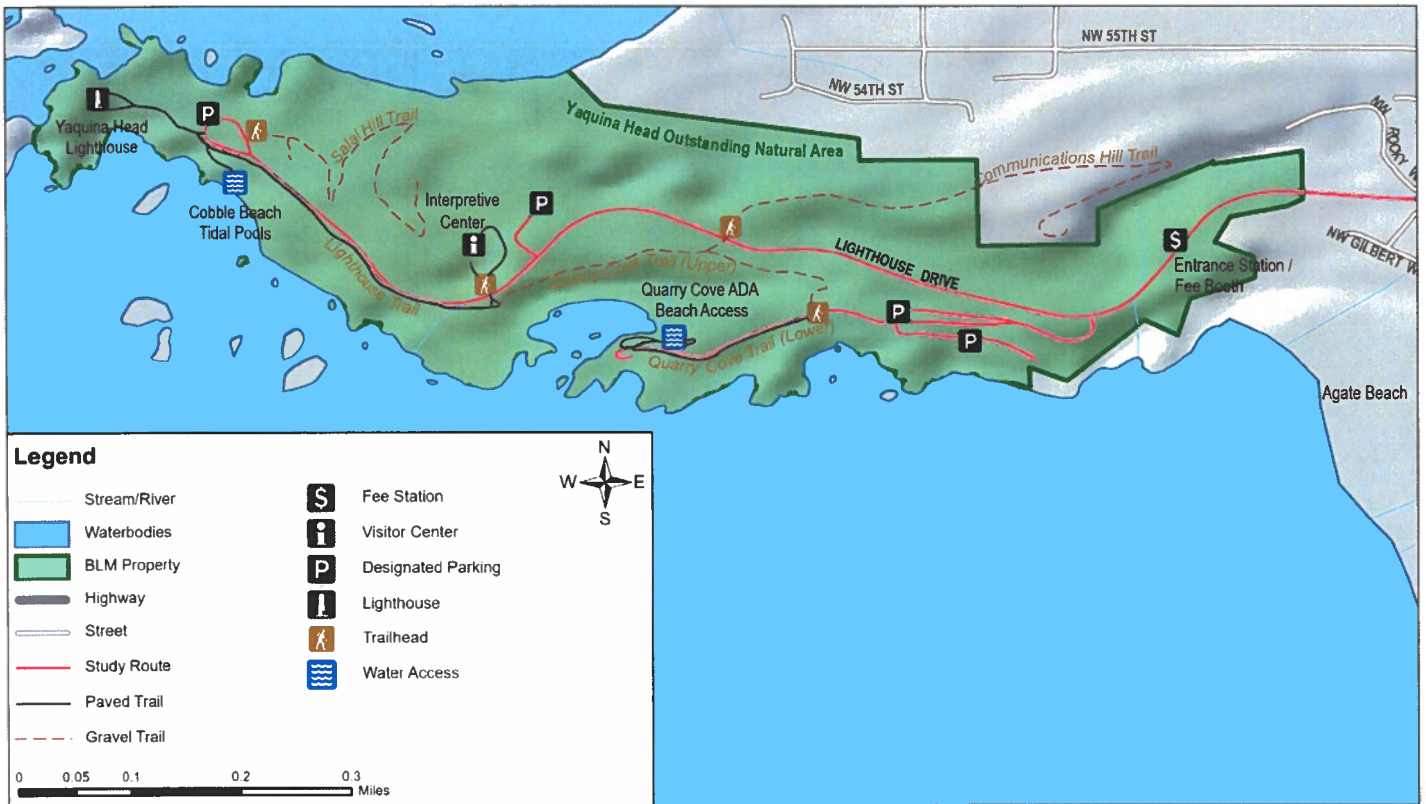 NW 55TH ST
NW 54TH ST
NW
ROCKY W
Yaquina Head
Lighthouse
Salal Hill Trail
Yaquina Head Outstanding Natural Area
Communications Hill Trail
Cobble Beach
Tidal Pools
Interpretive
Center
Lighthouse Trail
Quarry Cove Trail (Upper)
LIGHTHOUSE DRIVE
NW GILBERT W
Entrance Station /
Fee Booth
Quarry Cove ADA
Beach Access
Quarry Cove Trail (Lower)
Agate Beach
P
P
P
P
i
$
Legend
Stream/River
Waterbodies
BLM Property
Highway
Street
Study Route
Paved Trail
Gravel Trail
$ Fee Station
i Visitor Center
P Designated Parking
Lighthouse
Trailhead
Water Access
N
W E
S
0 0.05 0.1 0.2 0.3
Miles